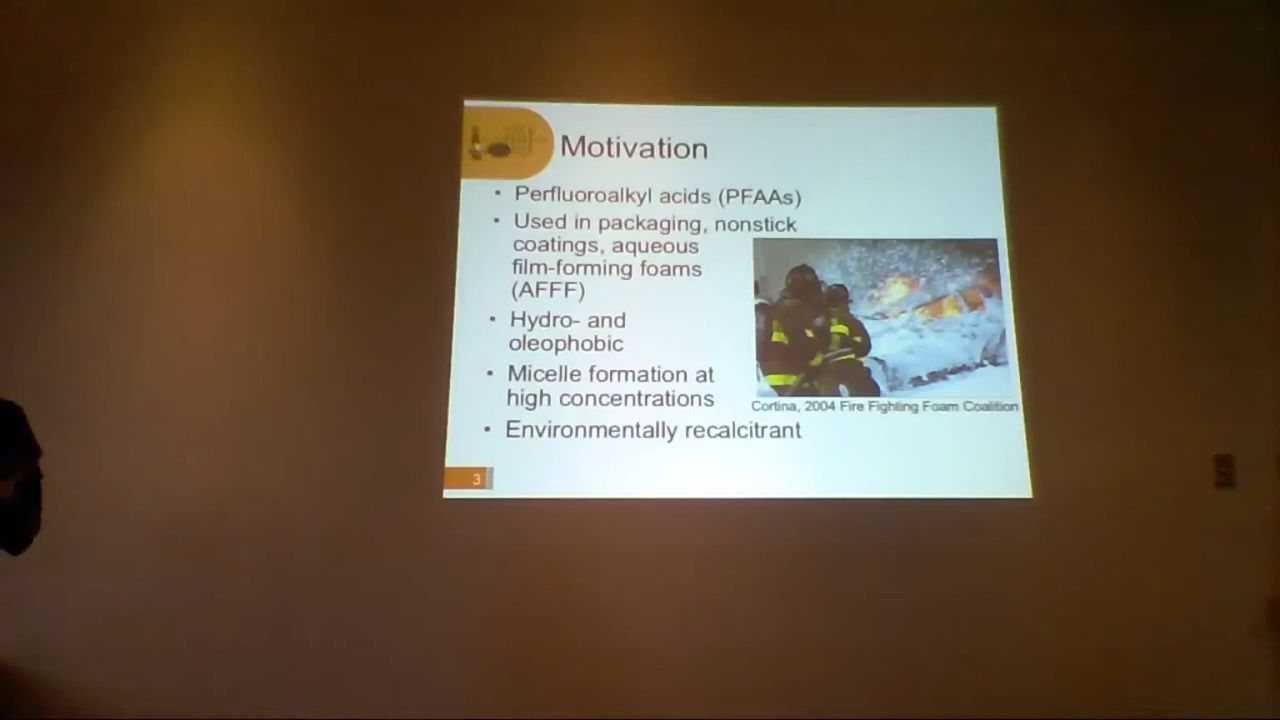 Motivation
• Perfluoroalkyl acids (PFAAs)
• Used in packaging, nonstick
coatings, aqueous
film-forming foams
(AFFF)
• Hydro- and
oleophobic
• Micelle formation at
high concentrations
Cortina, 2004 Fire Fighting Foam Coalition
• Environmentally recalcitrant
3